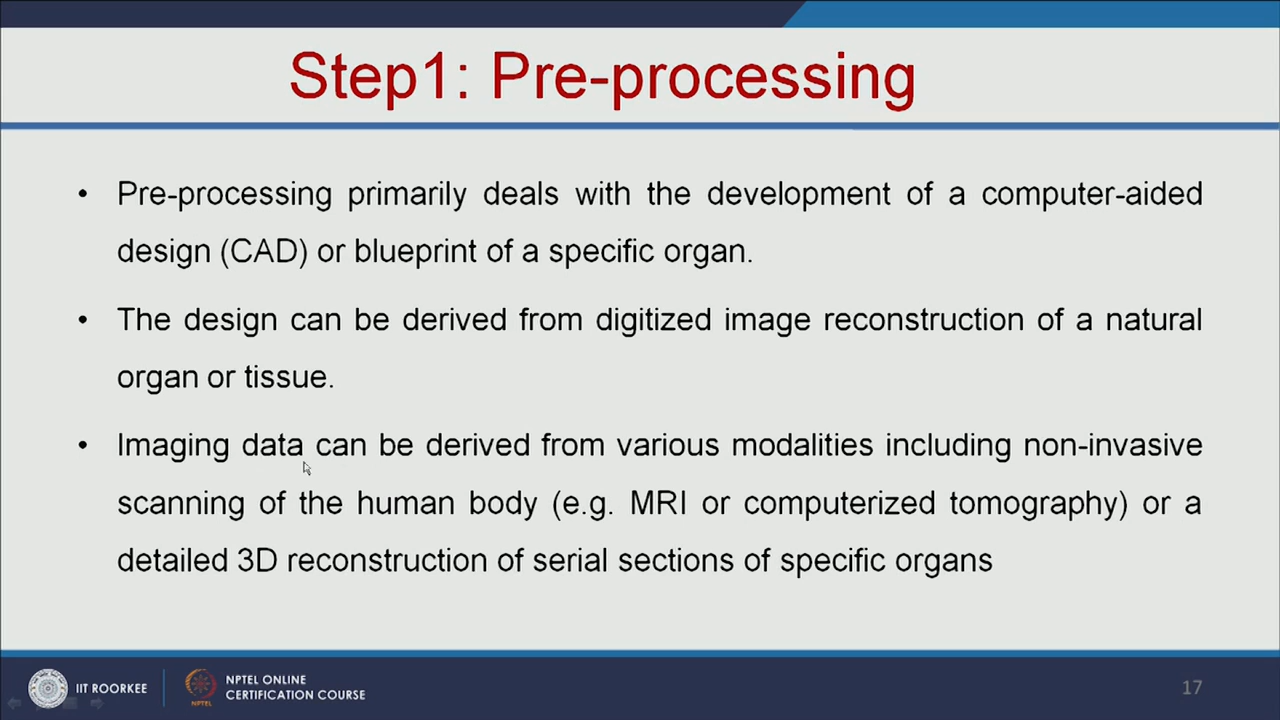 Step1: Pre-processing
• Pre-processing primarily deals with the development of a computer-aided
design (CAD) or blueprint of a specific organ.
• The design can be derived from digitized image reconstruction of a natural
organ or tissue.
• Imaging data can be derived from various modalities including non-invasive
scanning of the human body (e.g. MRI or computerized tomography) or a
detailed 3D reconstruction of serial sections of specific organs
IIT ROORKEE
NPTEL
NPTEL ONLINE
CERTIFICATION COURSE
17